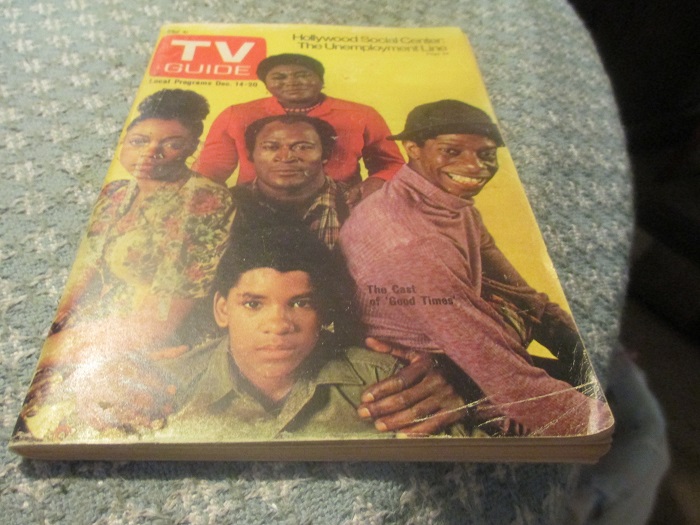 TV
GUIDE
Local Programs Dec. 14-20
Hollywood Social Center:
The Unemployment Line
The Cast
of 'Good Times'